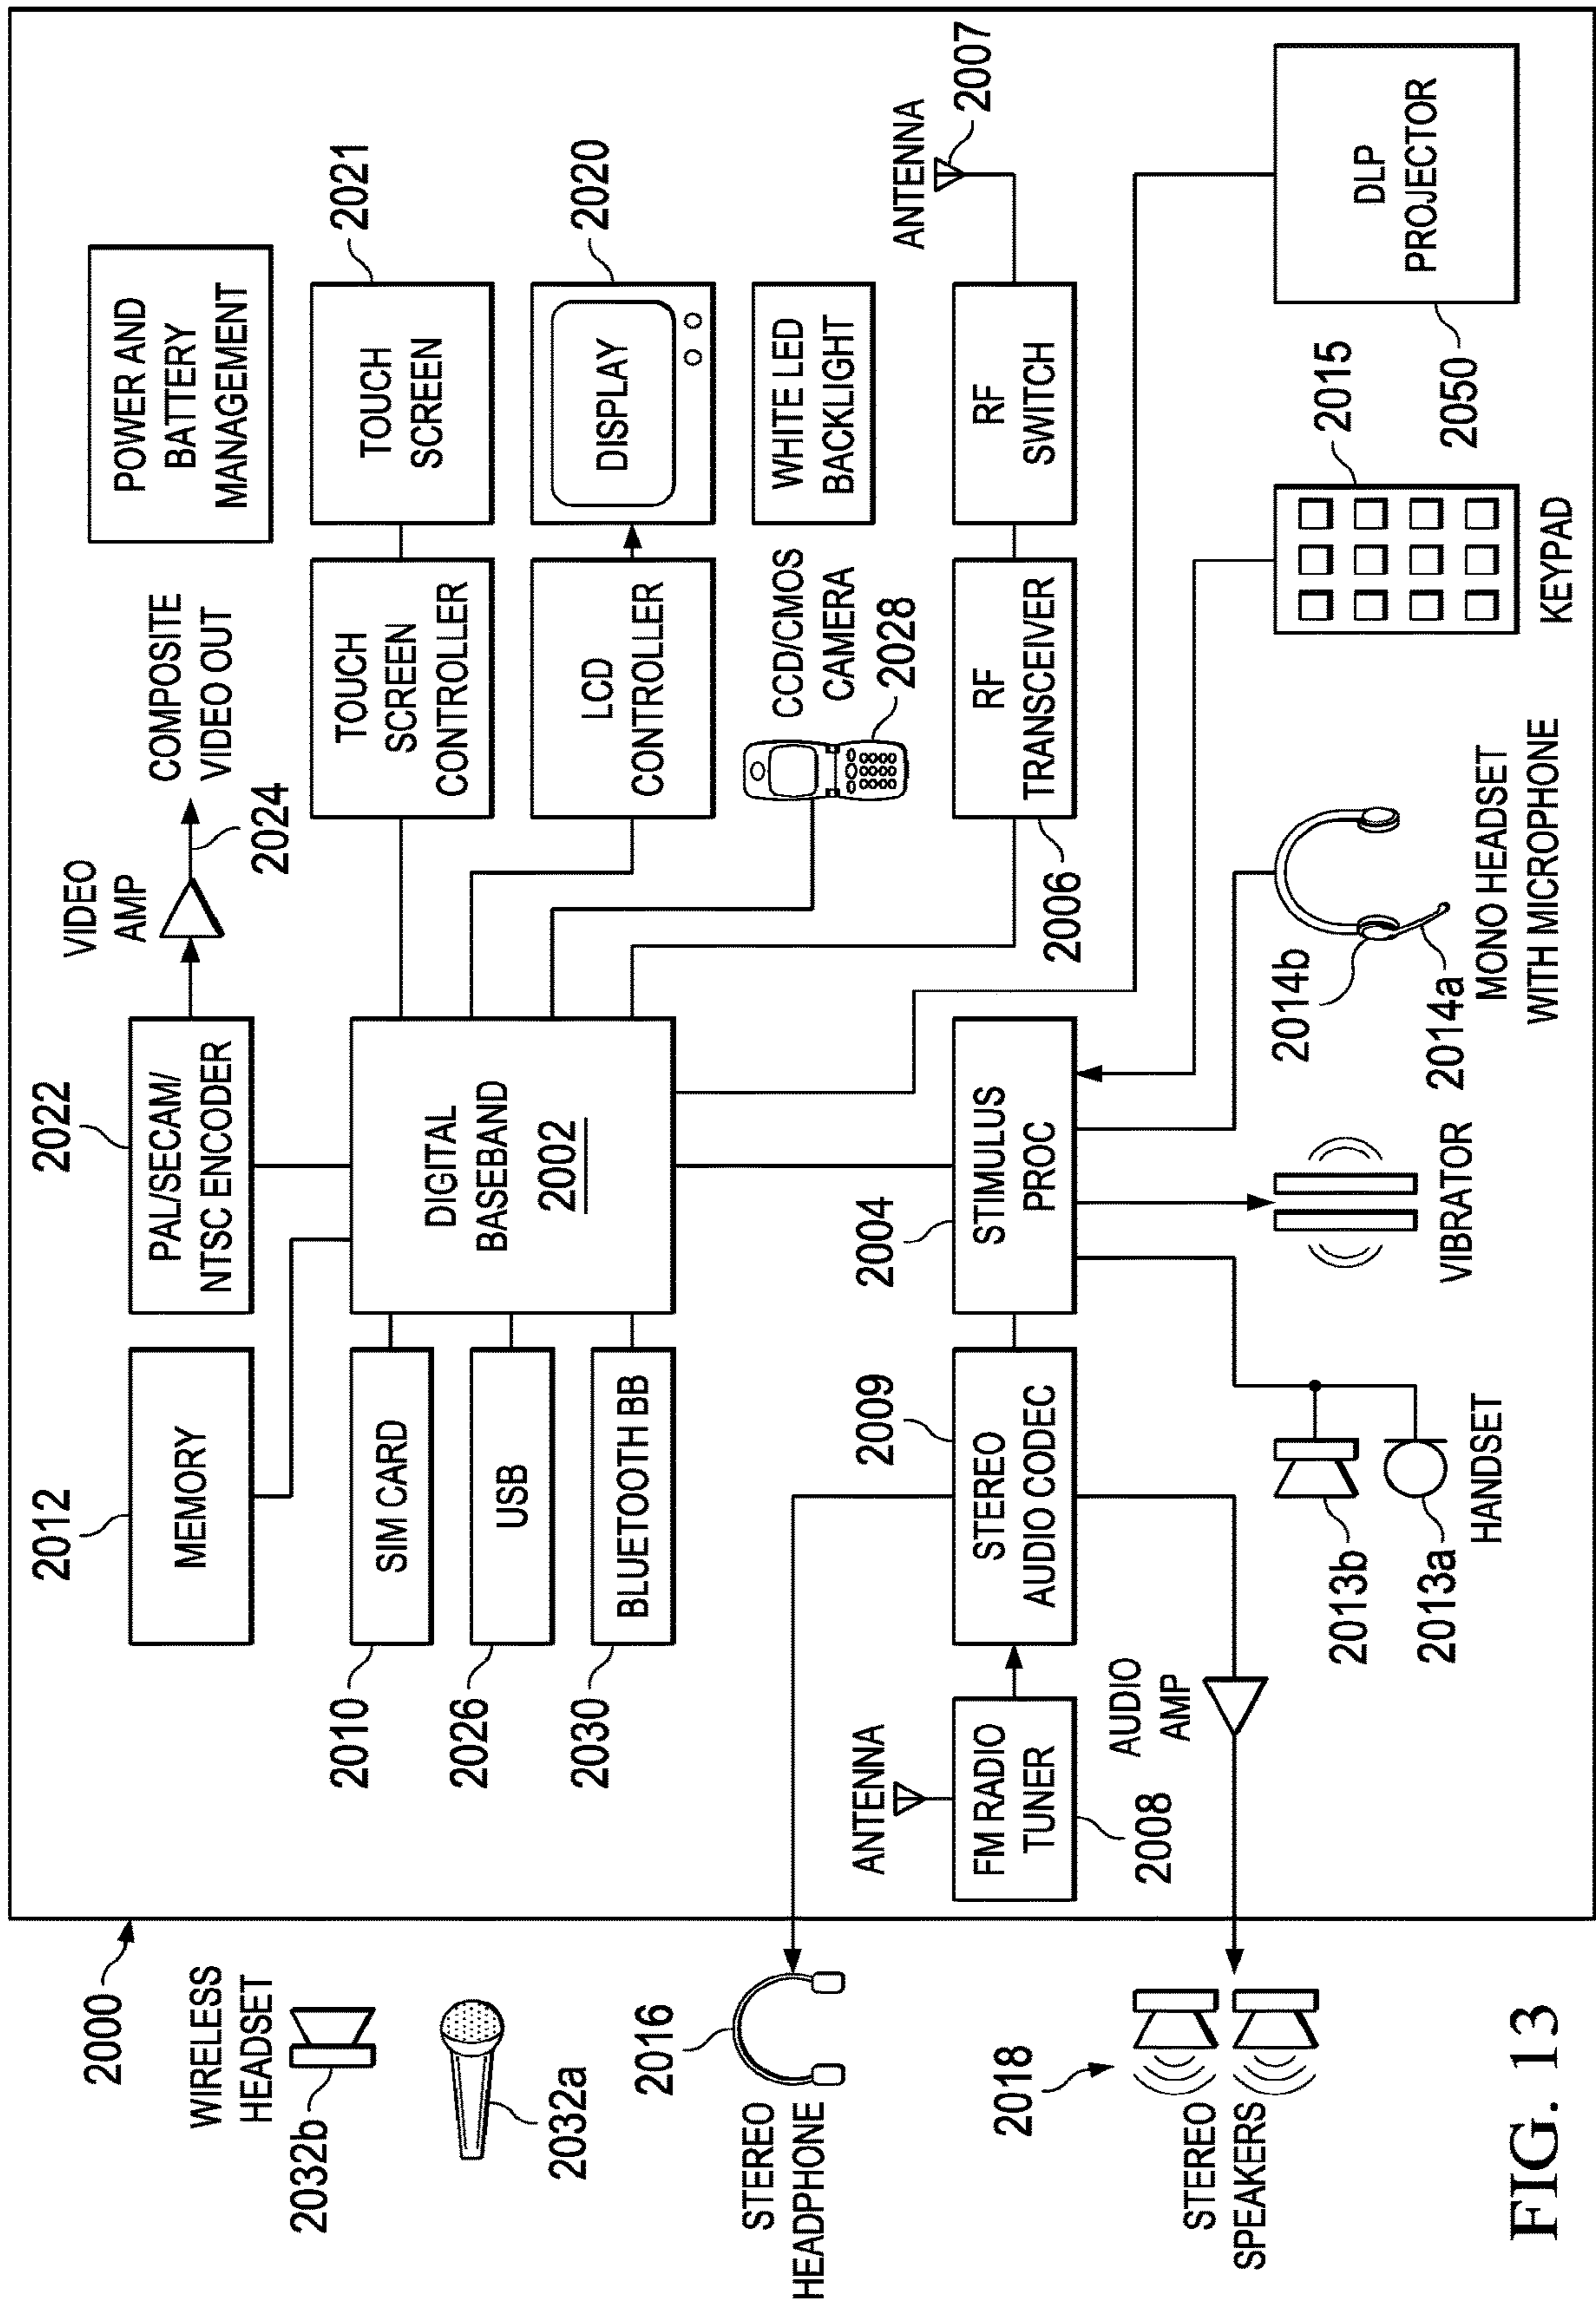 2000
WIRELESS
HEADSET
2032b
2032a
2016
STEREO
HEADPHONE
2018
STEREO
SPEAKERS
2012
MEMORY
2022
PAL/SECAM/
NTSC ENCODER
VIDEO
AMP
2024
COMPOSITE
VIDEO OUT
POWER AND
BATTERY
MANAGEMENT
2010
SIM CARD
2026
USB
2030
BLUETOOTH BB
DIGITAL
BASEBAND
2002
TOUCH
SCREEN
CONTROLLER
TOUCH
SCREEN
2021
LCD
CONTROLLER
DISPLAY
2020
CCD/CMOS
CAMERA
2028
WHITE LED
BACKLIGHT
ANTENNA
FM RADIO
TUNER
2008
AUDIO
AMP
2009
STEREO
AUDIO CODEC
2004
STIMULUS
PROC
2006
RF
TRANSCEIVER
RF
SWITCH
ANTENNA
2007
2013b
2013a
HANDSET
VIBRATOR
2014b
2014a
MONO HEADSET
WITH MICROPHONE
2015
KEYPAD
2050
DLP
PROJECTOR
FIG. 13